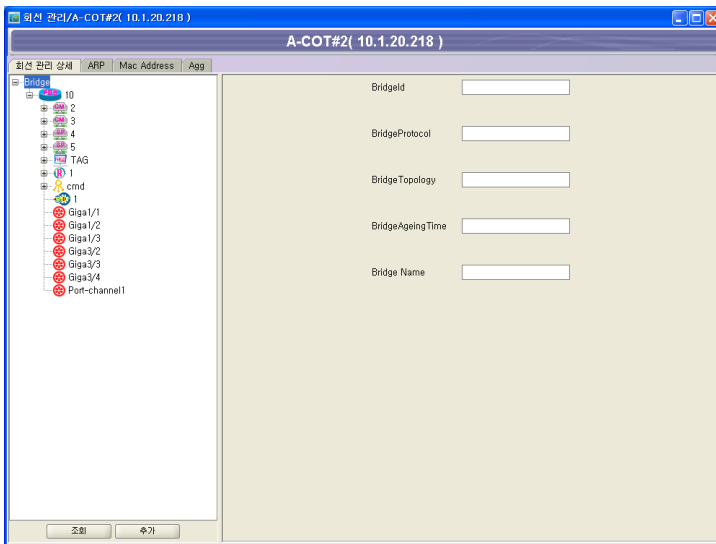 회선 관리/A-COT#2( 10.1.20.218 )
A-COT#2( 10.1.20.218 )
회선 관리 상세 ARP Mac Address Agg
Bridge
10
2
3
4
5
TAG
1
cmd
1
Giga1/1
Giga1/2
Giga1/3
Giga3/2
Giga3/3
Giga3/4
Port-channel1
BridgeId
BridgeProtocol
BridgeTopology
BridgeAgeingTime
Bridge Name
조회 추가